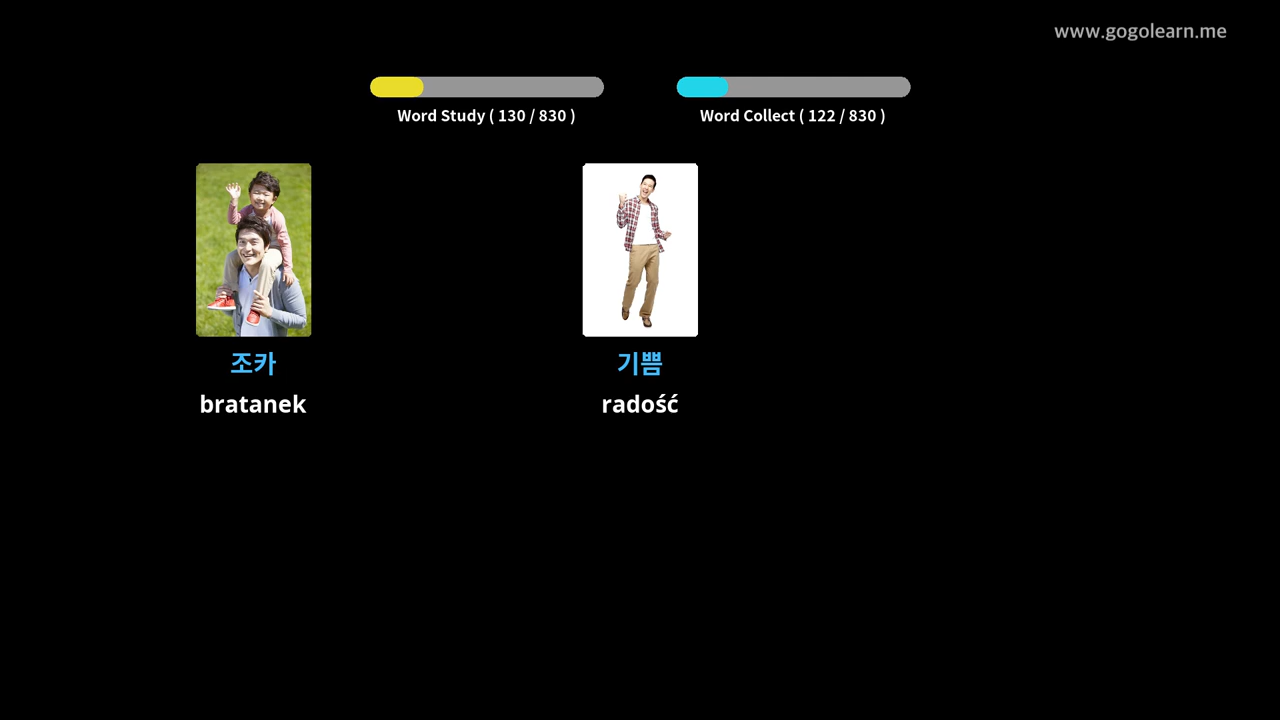 www.gogolearn.me
Word Study ( 130 / 830 )
Word Collect ( 122 / 830 )
조카
bratanek
기쁨
radość